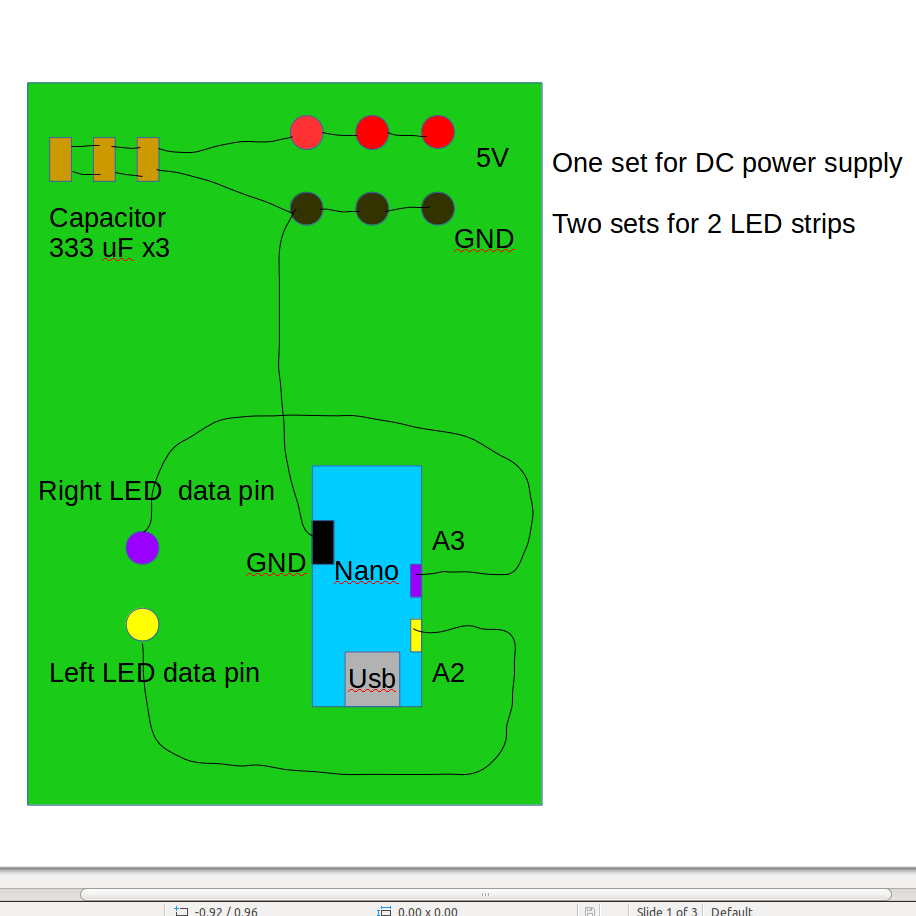 5V
One set for DC power supply
Capacitor
333 uF x3
Two sets for 2 LED strips
GND
Right LED  data pin
A3
GND
Nano
Left LED data pin
Usb
A2
-0.92 / 0.96
0.00 x 0.00
Slide 1 of 3
Default